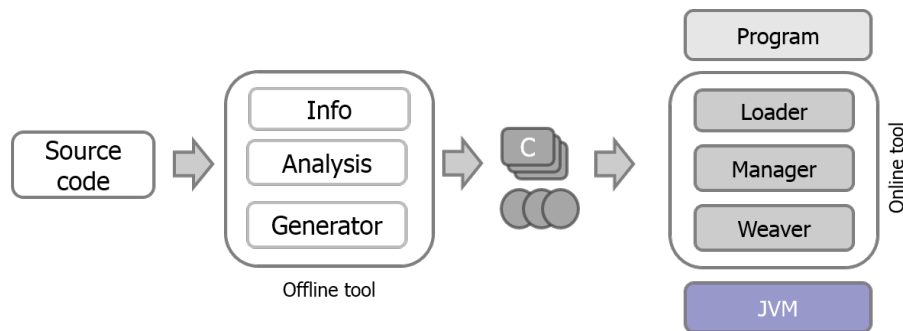 Source
code
Info
Analysis
Generator
Offline tool
C
Program
Loader
Manager
Weaver
Online tool
JVM